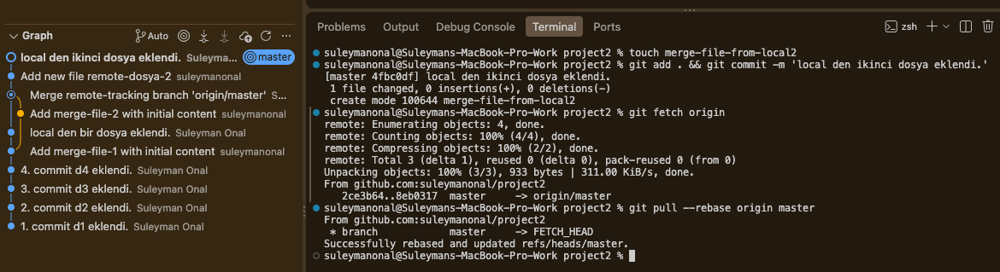 Graph
Auto
local den ikinci dosya eklendi. Suleyma... master
Add new file remote-dosya-2 suleymanonal
Merge remote-tracking branch 'origin/master' S...
Add merge-file-2 with initial content suleymanonal
local den bir dosya eklendi. Suleyman Onal
Add merge-file-1 with initial content suleymanonal
4. commit d4 eklendi. Suleyman Onal
3. commit d3 eklendi. Suleyman Onal
2. commit d2 eklendi. Suleyman Onal
1. commit d1 eklendi. Suleyman Onal
Problems Output Debug Console Terminal Ports
zsh
suleymanonal@Suleymans-MacBook-Pro-Work project2 % touch merge-file-from-local2
suleymanonal@Suleymans-MacBook-Pro-Work project2 % git add . && git commit -m 'local den ikinci dosya eklendi.'
[master 4fbc0df] local den ikinci dosya eklendi.
1 file changed, 0 insertions(+), 0 deletions(-)
create mode 100644 merge-file-from-local2
suleymanonal@Suleymans-MacBook-Pro-Work project2 % git fetch origin
remote: Enumerating objects: 4, done.
remote: Counting objects: 100% (4/4), done.
remote: Compressing objects: 100% (2/2), done.
remote: Total 3 (delta 1), reused 0 (delta 0), pack-reused 0 (from 0)
Unpacking objects: 100% (3/3), 933 bytes | 311.00 KiB/s, done.
From github.com:suleymanonal/project2
2ce3b64..8eb0317 master -> origin/master
suleymanonal@Suleymans-MacBook-Pro-Work project2 % git pull --rebase origin master
From github.com:suleymanonal/project2
* branch master -> FETCH_HEAD
Successfully rebased and updated refs/heads/master.
suleymanonal@Suleymans-MacBook-Pro-Work project2 %